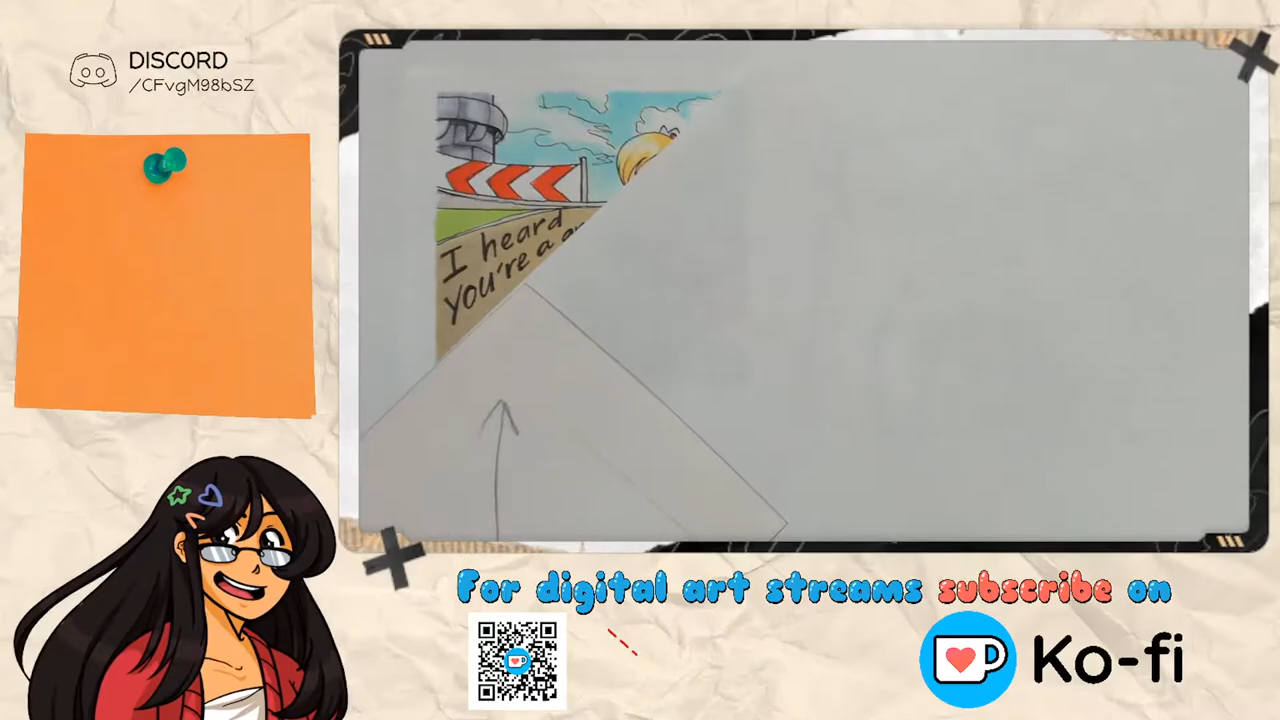 DISCORD
/CFvgM98bSZ
I heard
you're a
For digital art streams subscribe on
Ko-fi